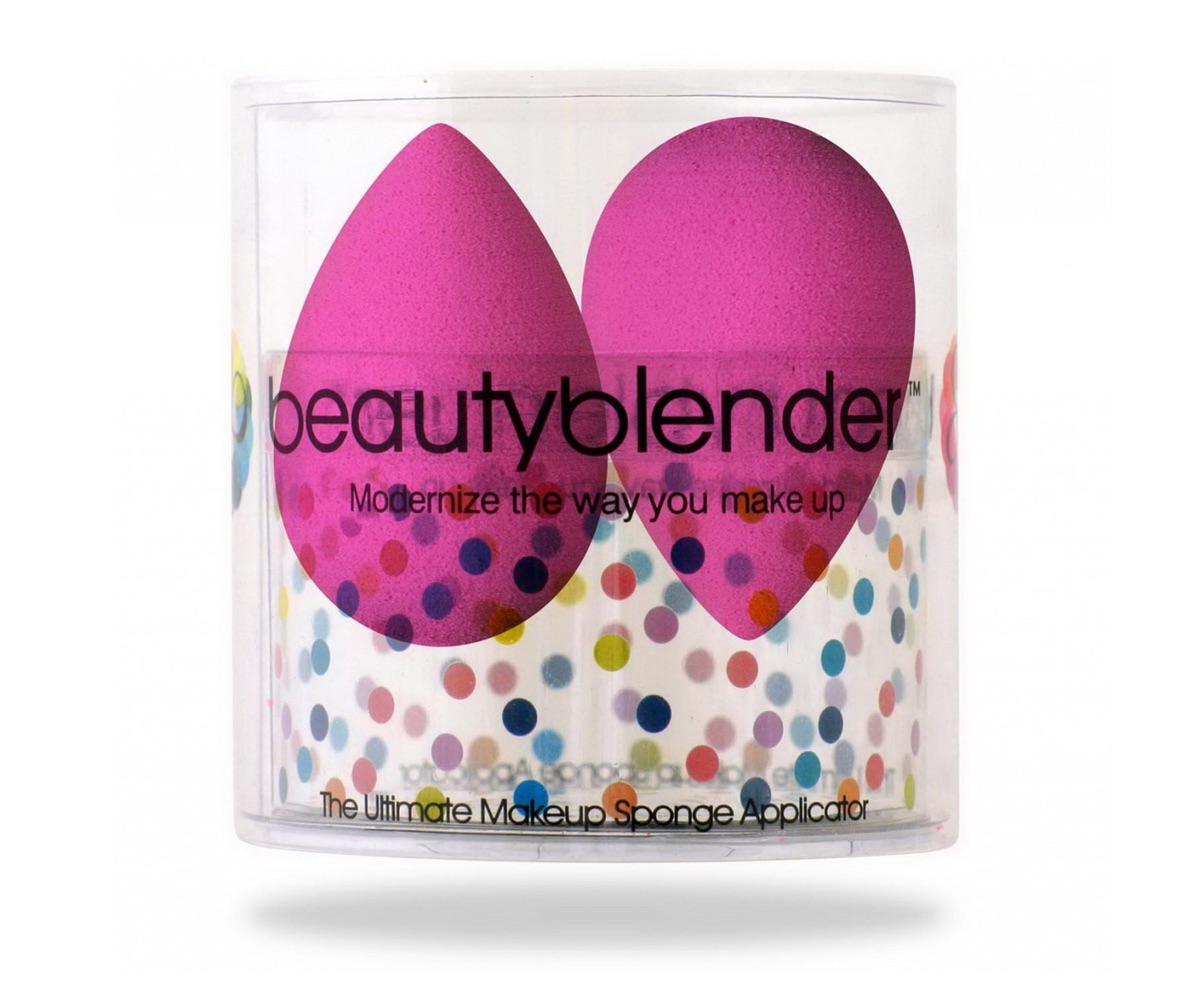 beautyblender™
Modernize the way you make up
The Ultimate Makeup Sponge Applicator